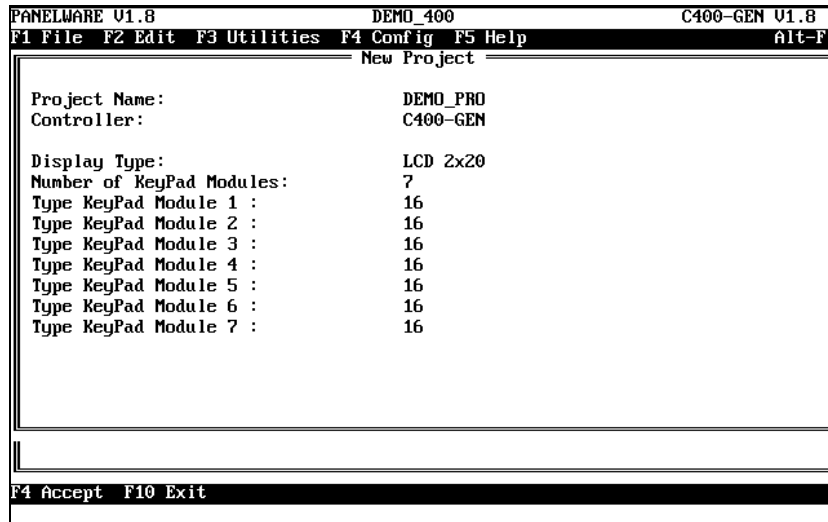 PANELWARE V1.8 DEMO_400 C400-GEN V1.8
F1 File F2 Edit F3 Utilities F4 Config F5 Help Alt-F
New Project
Project Name: DEMO_PRO
Controller: C400-GEN
Display Type: LCD 2x20
Number of KeyPad Modules: 7
Type KeyPad Module 1 : 16
Type KeyPad Module 2 : 16
Type KeyPad Module 3 : 16
Type KeyPad Module 4 : 16
Type KeyPad Module 5 : 16
Type KeyPad Module 6 : 16
Type KeyPad Module 7 : 16
F4 Accept F10 Exit